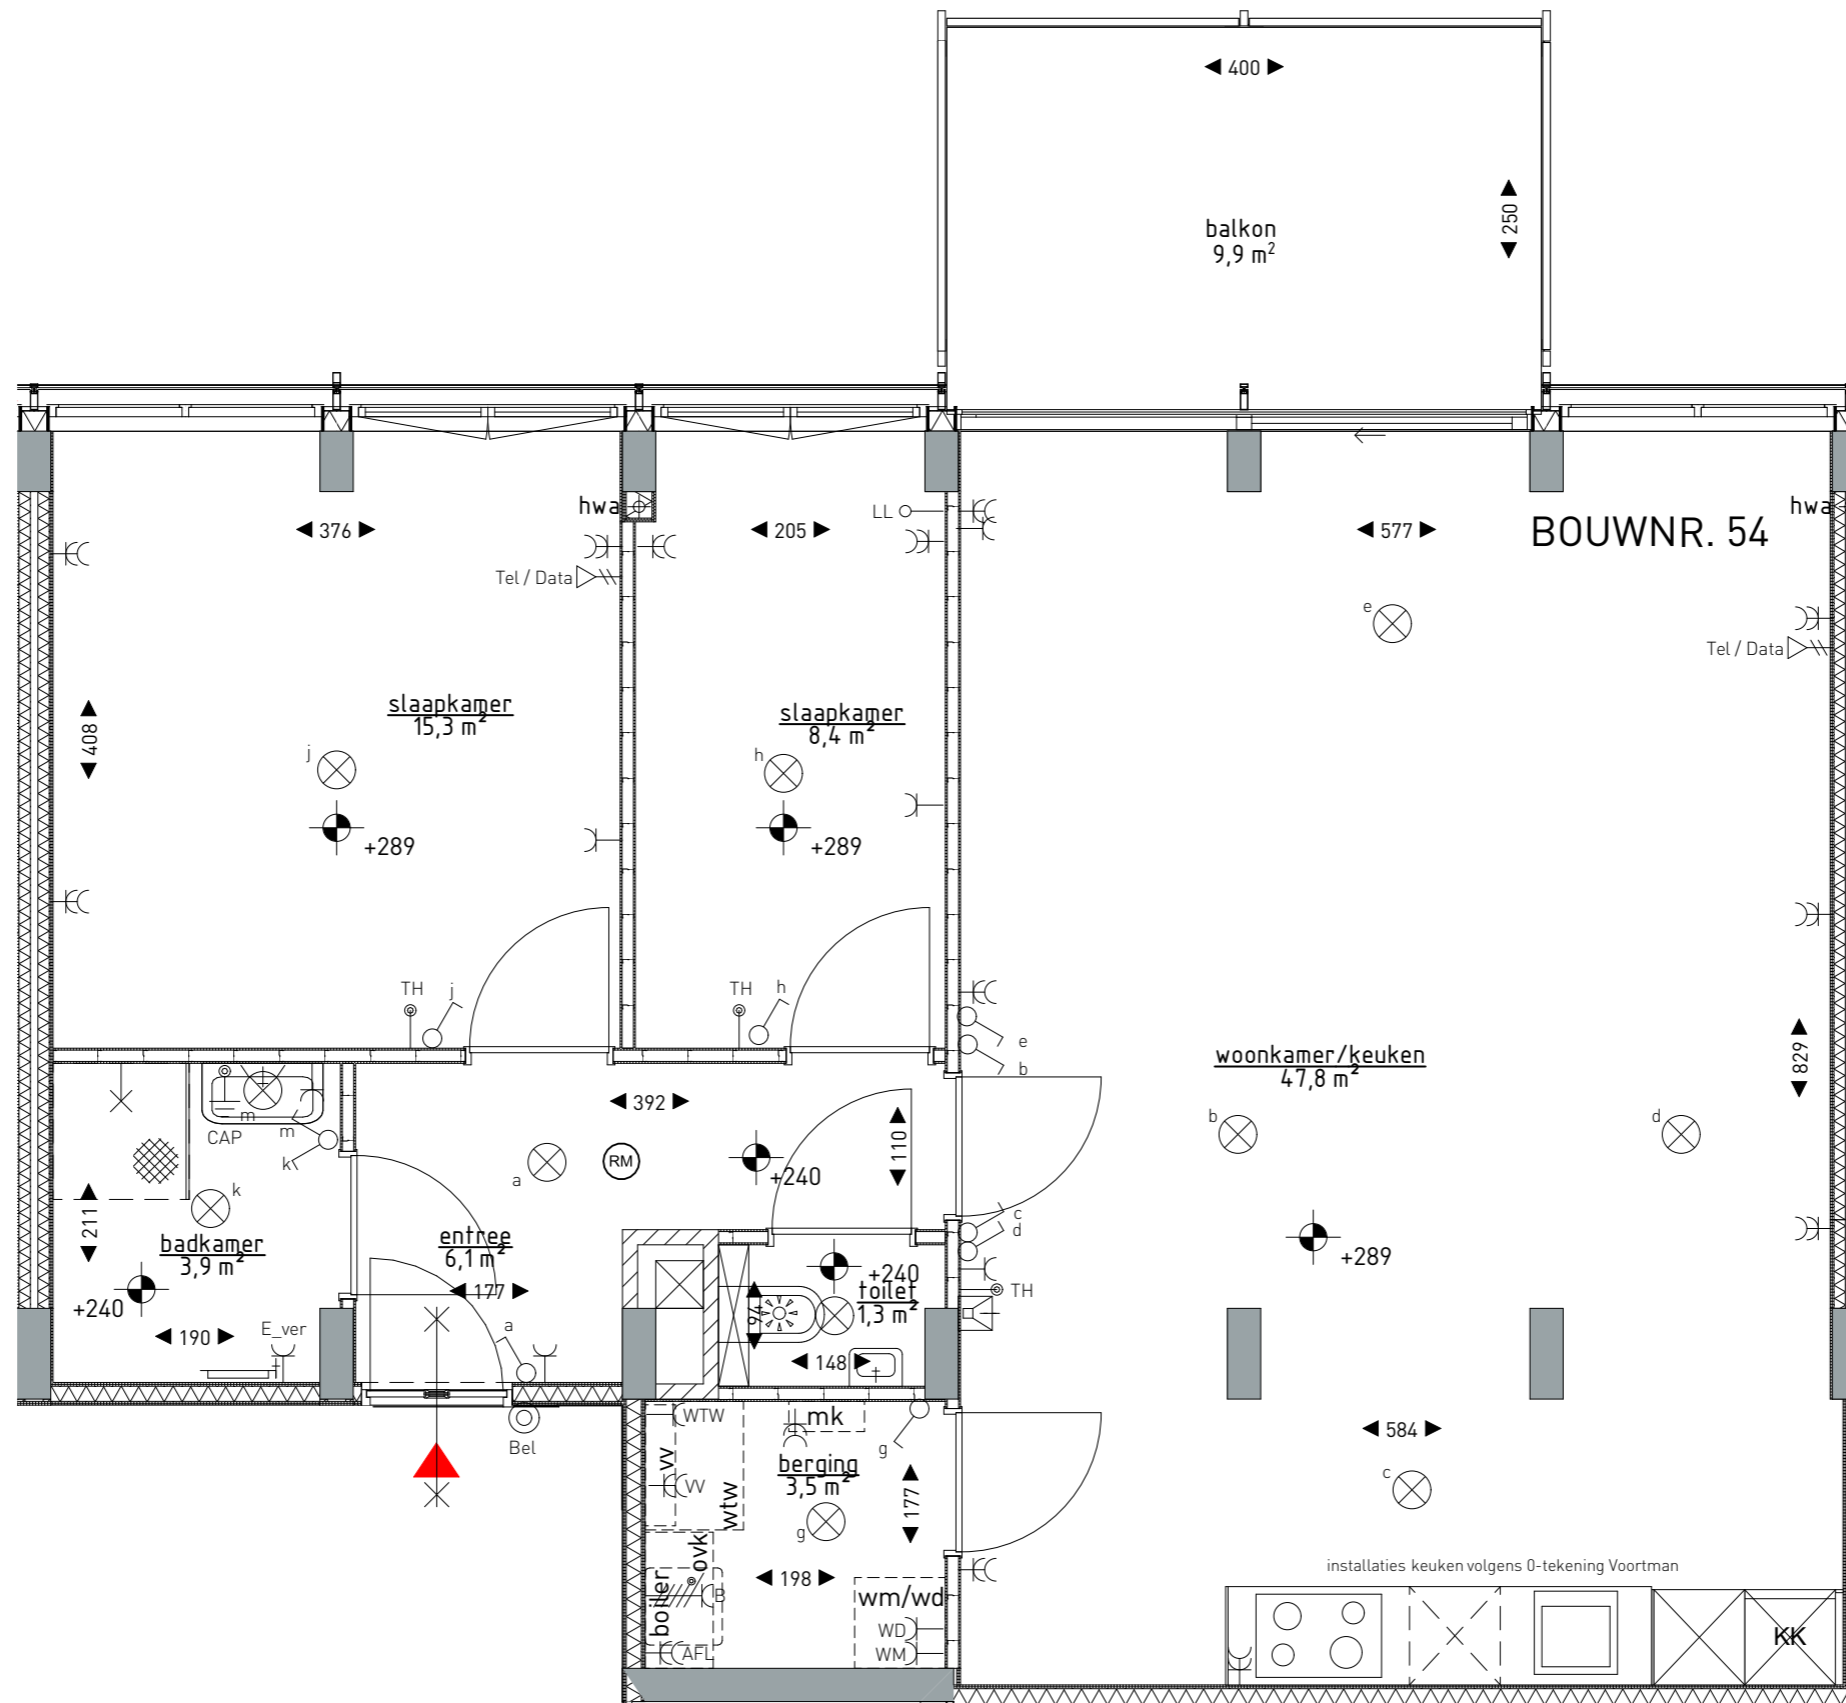 400
250
balkon
9,9 m²
hwa
376
205
LL
577
hwa
BOUWNR. 54
Tel / Data
e
Tel / Data
408
slaapkamer
15,3 m²
slaapkamer
8,4 m²
j
h
+289
+289
TH
j
TH
h
e
b
829
woonkamer/keuken
47,8 m²
392
m
CAP
m
k
k
a
RM
110
+240
b
d
211
badkamer
3,9 m²
entree
6,1 m²
c
d
+289
+240
177
+240
toilet
1,3 m²
94
TH
190
E_ver
a
148
Bel
WTW
mk
g
584
vv
VV
wtw
berging
3,5 m²
177
c
g
ovk
198
installaties keuken volgens 0-tekening Voortman
boiler
B
wm/wd
WD
AFL
WM
KK